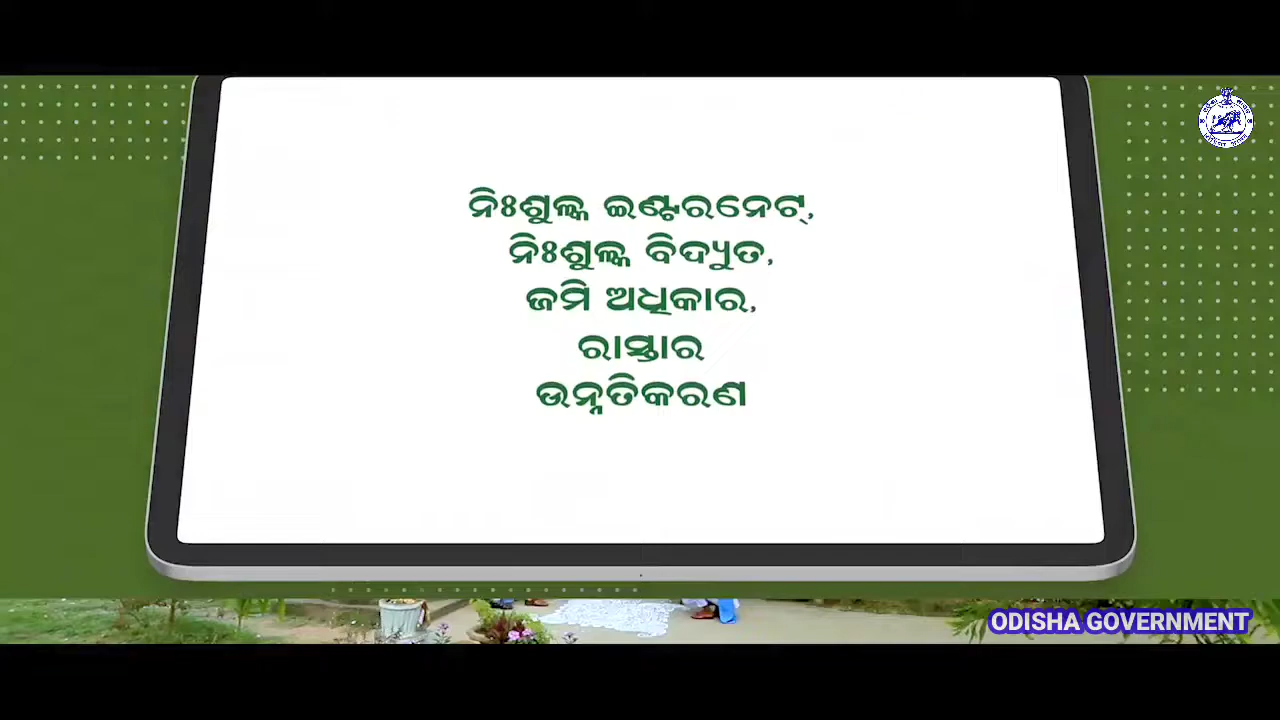 ନିଃଶୁଳ୍କ ଇଣ୍ଟରନେଟ୍,
ନିଃଶୁଳ୍କ ବିଦ୍ୟୁତ,
ଜମି ଅଧିକାର,
ରାସ୍ତାର
ଉନ୍ନତିକରଣ
ODISHA GOVERNMENT